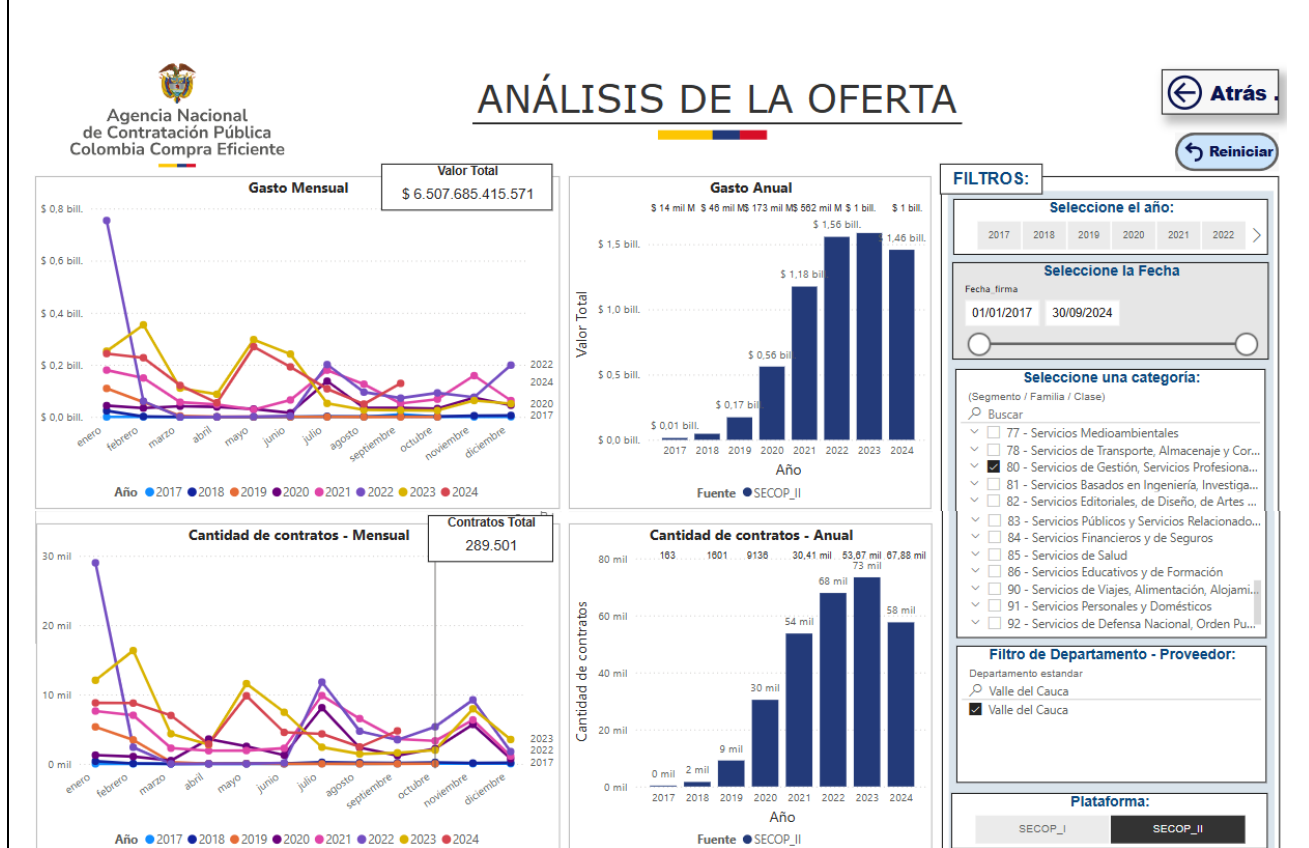 Agencia Nacional
de Contratación Pública
Colombia Compra Eficiente
ANÁLISIS DE LA OFERTA
Atrás .
Reiniciar
Gasto Mensual
Valor Total
$ 6.507.685.415.571
$ 0,8 bill.
$ 0,6 bill.
$ 0,4 bill.
$ 0,2 bill.
$ 0,0 bill.
2022
2024
2020
2017
enero febrero marzo abril mayo junio julio agosto septiembre octubre noviembre diciembre
Año 2017 2018 2019 2020 2021 2022 2023 2024
Gasto Anual
$ 14 mil M $ 46 mil M $ 173 mil M $ 562 mil M $ 1 bill. $ 1 bill.
$ 1,5 bill.
$ 1,0 bill.
$ 0,5 bill.
$ 0,0 bill.
Valor Total
$ 0,01 bill.
$ 0,17 bil
$ 0,56 bil
$ 1,18 bil
$ 1,56 bill.
1,46 bill.
2017 2018 2019 2020 2021 2022 2023 2024
Año
Fuente SECOP_II
FILTROS:
Seleccione el año:
2017 2018 2019 2020 2021 2022
Seleccione la Fecha
Fecha_firma
01/01/2017 30/09/2024
Seleccione una categoría:
(Segmento / Familia / Clase)
Buscar
77 - Servicios Medioambientales
78 - Servicios de Transporte, Almacenaje y Cor...
80 - Servicios de Gestión, Servicios Profesiona...
81 - Servicios Basados en Ingeniería, Investiga...
82 - Servicios Editoriales, de Diseño, de Artes ...
83 - Servicios Públicos y Servicios Relacionado...
84 - Servicios Financieros y de Seguros
85 - Servicios de Salud
86 - Servicios Educativos y de Formación
90 - Servicios de Viajes, Alimentación, Alojami...
91 - Servicios Personales y Domésticos
92 - Servicios de Defensa Nacional, Orden Pu...
Filtro de Departamento - Proveedor:
Departamento estandar
Valle del Cauca
Valle del Cauca
Plataforma:
SECOP_I SECOP_II
Cantidad de contratos - Mensual
Contratos Total
289.501
30 mil
20 mil
10 mil
0 mil
2023
2022
2017
enero febrero marzo abril mayo junio julio agosto septiembre octubre noviembre diciembre
Año 2017 2018 2019 2020 2021 2022 2023 2024
Cantidad de contratos - Anual
163 1601 9136 30,41 mil 53,67 mil 67,88 mil
80 mil
60 mil
40 mil
20 mil
0 mil
Cantidad de contratos
0 mil
2 mil
9 mil
30 mil
54 mil
68 mil
73 mil
58 mil
2017 2018 2019 2020 2021 2022 2023 2024
Año
Fuente SECOP_II